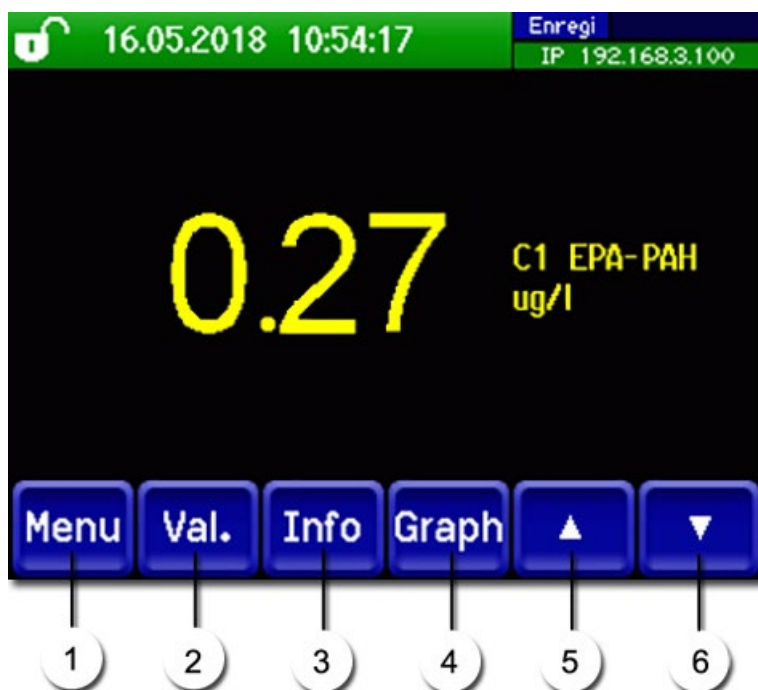 16.05.2018 10:54:17
Enregi
IP 192.168.3.100
0.27
C1 EPA-PAH
ug/l
Menu Val. Info Graph ▲ ▼
1 2 3 4 5 6